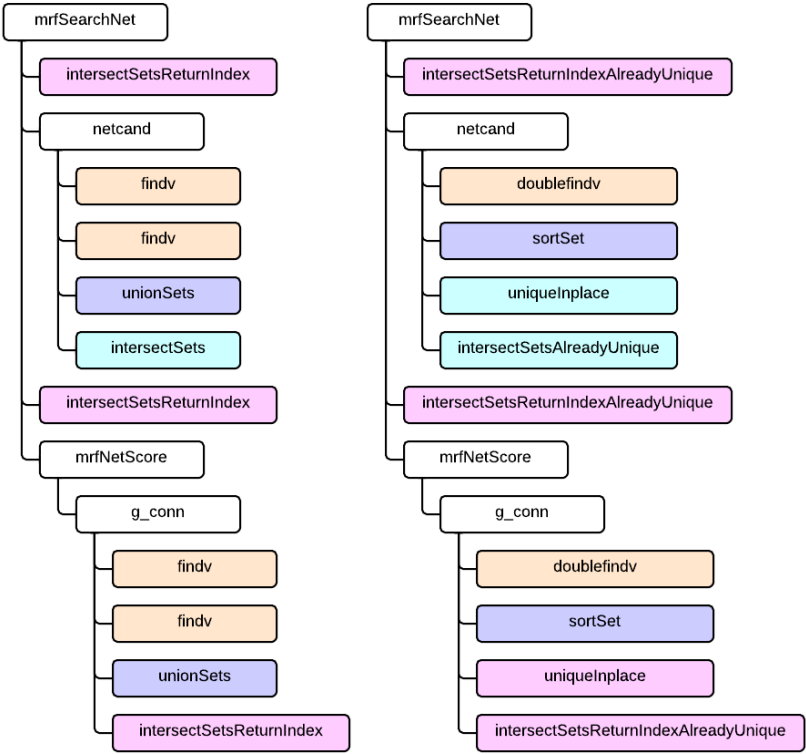 mrfSearchNet
intersectSetsReturnIndex
netcand
findv
findv
unionSets
intersectSets
intersectSetsReturnIndex
mrfNetScore
g_conn
findv
findv
unionSets
intersectSetsReturnIndex
mrfSearchNet
intersectSetsReturnIndexAlreadyUnique
netcand
doublefindv
sortSet
uniqueInplace
intersectSetsAlreadyUnique
intersectSetsReturnIndexAlreadyUnique
mrfNetScore
g_conn
doublefindv
sortSet
uniqueInplace
intersectSetsReturnIndexAlreadyUnique